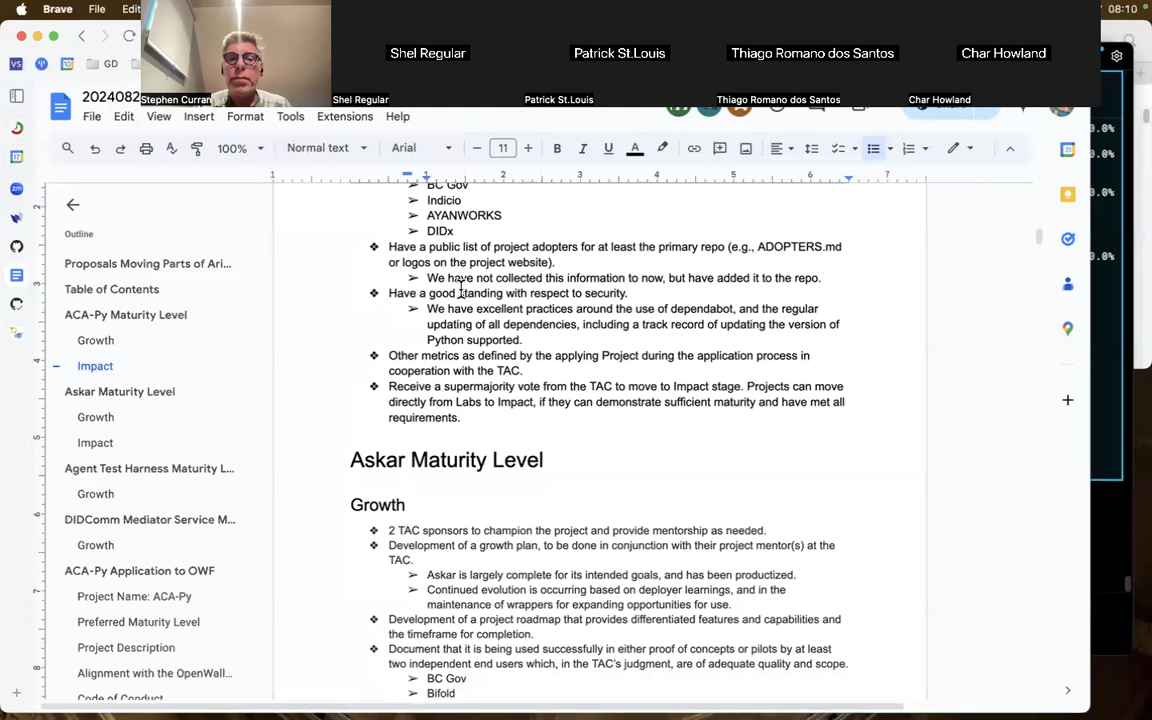 Brave
File
Edit
08:10
Shel Regular
Patrick St.Louis
Thiago Romano dos Santos
Char Howland
Stephen Curran
Shel Regular
Patrick St.Louis
Thiago Romano dos Santos
Char Howland
GD
2024082
File Edit View Insert Format Tools Extensions Help
100% Normal text Arial 11
1 1 2 3 4 5 6 7
Outline
Proposals Moving Parts of Ari...
Table of Contents
ACA-Py Maturity Level
Growth
Impact
Askar Maturity Level
Growth
Impact
Agent Test Harness Maturity L...
Growth
DIDComm Mediator Service M...
Growth
ACA-Py Application to OWF
Project Name: ACA-Py
Preferred Maturity Level
Project Description
Alignment with the OpenWall...
Code of Conduct
BC Gov
Indicio
AYANWORKS
DIDx
Have a public list of project adopters for at least the primary repo (e.g., ADOPTERS.md
or logos on the project website).
We have not collected this information to now, but have added it to the repo.
Have a good standing with respect to security.
We have excellent practices around the use of dependabot, and the regular
updating of all dependencies, including a track record of updating the version of
Python supported.
Other metrics as defined by the applying Project during the application process in
cooperation with the TAC.
Receive a supermajority vote from the TAC to move to Impact stage. Projects can move
directly from Labs to Impact, if they can demonstrate sufficient maturity and have met all
requirements.
Askar Maturity Level
Growth
2 TAC sponsors to champion the project and provide mentorship as needed.
Development of a growth plan, to be done in conjunction with their project mentor(s) at the
TAC.
Askar is largely complete for its intended goals, and has been productized.
Continued evolution is occurring based on deployer learnings, and in the
maintenance of wrappers for expanding opportunities for use.
Development of a project roadmap that provides differentiated features and capabilities and
the timeframe for completion.
Document that it is being used successfully in either proof of concepts or pilots by at least
two independent end users which, in the TAC's judgment, are of adequate quality and scope.
BC Gov
Bifold